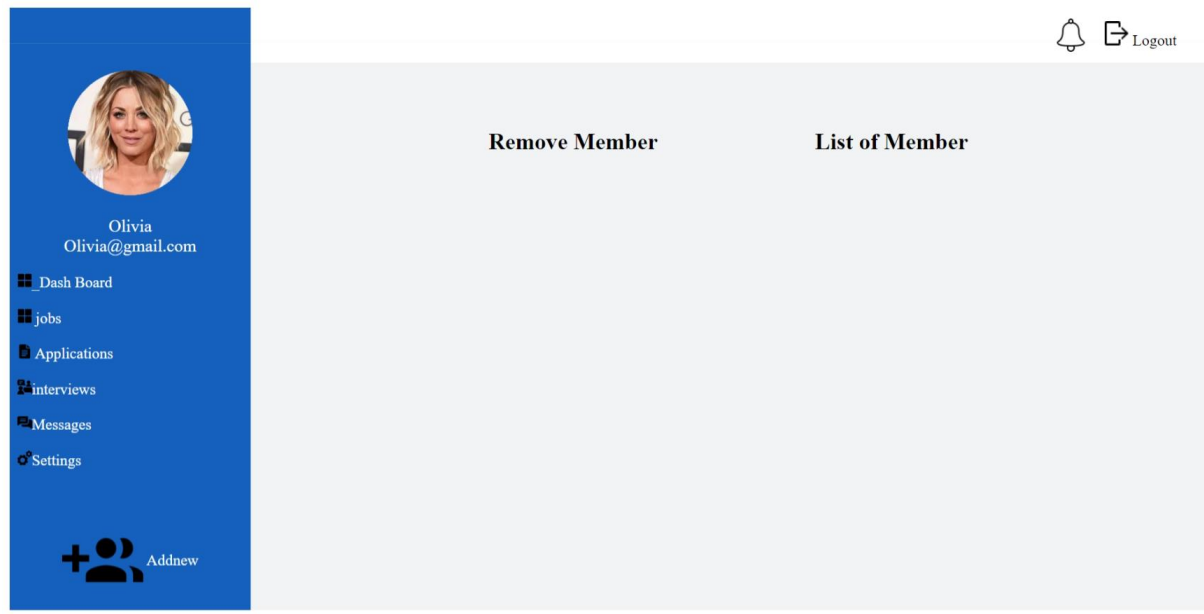 Logout
Remove Member
List of Member
G
Olivia
Olivia@gmail.com
_Dash Board
jobs
Applications
interviews
Messages
Settings
Addnew